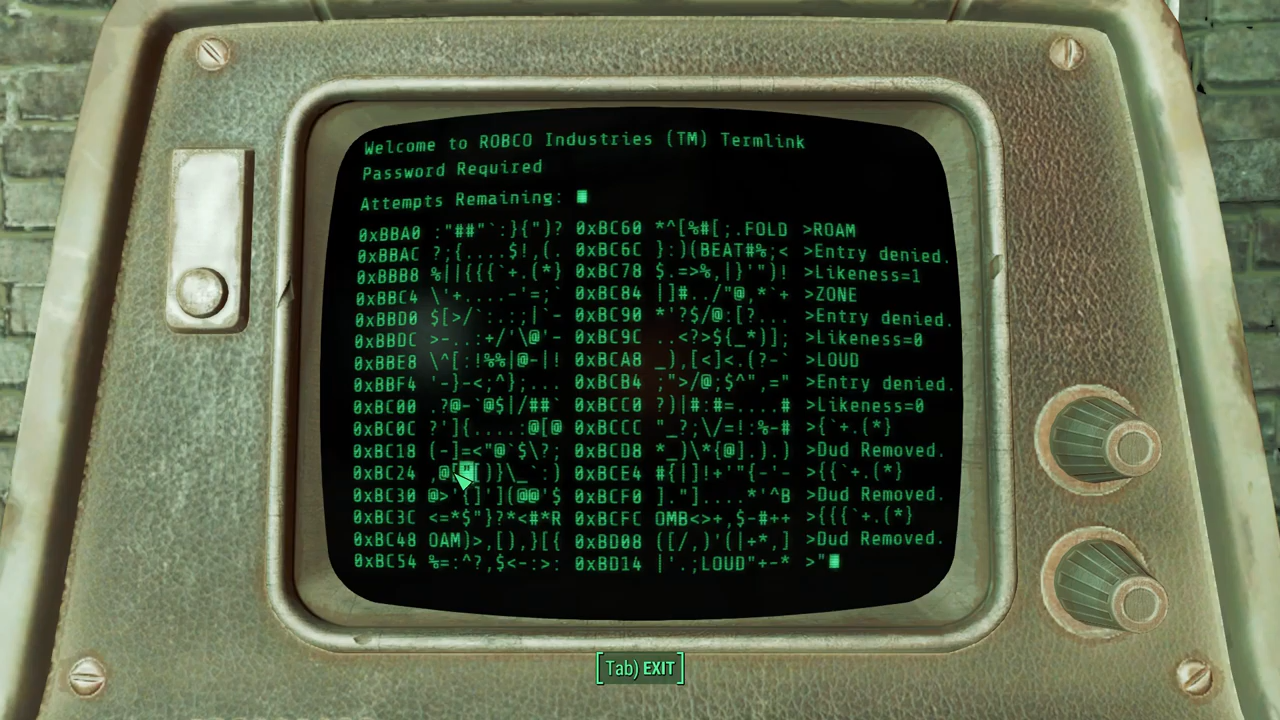 Welcome to ROBCO Industries (TM) Termlink
Password Required
Attempts Remaining: ■
0xBBA0 :"##"`:}{")? 0xBC60 *^[%#[;.FOLD >ROAM
0xBBAC ?;{....$!,(. 0xBC6C }:)(BEAT#%;< >Entry denied.
0xBBB8 %||{{{`+.(*} 0xBC78 $.=>%,|}'")! >Likeness=1
0xBBC4 \'+....-'=;` 0xBC84 |]#../"@,*`+ >ZONE
0xBBD0 $[>/`:.:;|`- 0xBC90 *'?$/@:[?... >Entry denied.
0xBBDC >-..:+/'\@'- 0xBC9C ..<?>${_*)]; >Likeness=0
0xBBE8 \^[:!%%|@-|! 0xBCA8 _),[<]<.(?-` >LOUD
0xBBF4 '-}-<;^};... 0xBCB4 ;">/@;$^",=" >Entry denied.
0xBC00 .?@-`@$|/##` 0xBCC0 ?)|#:#=....# >Likeness=0
0xBC0C ?']{.....:@[@ 0xBCCC "_?;\/=!:%-# >{`+.(*}
0xBC18 (-]=<"@`$\?; 0xBCD8 *_)\*{@].).) >Dud Removed.
0xBC24 ,@ "[)}\_`:) 0xBCE4 #{|]!+'"{-'- >{{`+.(*}
0xBC30 @>'{]'](@@'$ 0xBCF0 ]."]....*'^B >Dud Removed.
0xBC3C <=*$"}?*<#*R 0xBCFC OMB<>+,$-#++ >{{{`+.(*}
0xBC48 OAM)>,[),}[{ 0xBD08 ([/,)'(|+*,] >Dud Removed.
0xBC54 %=:^?,$<-:>: 0xBD14 |'.;LOUD"+-* >"■
[Tab) EXIT]